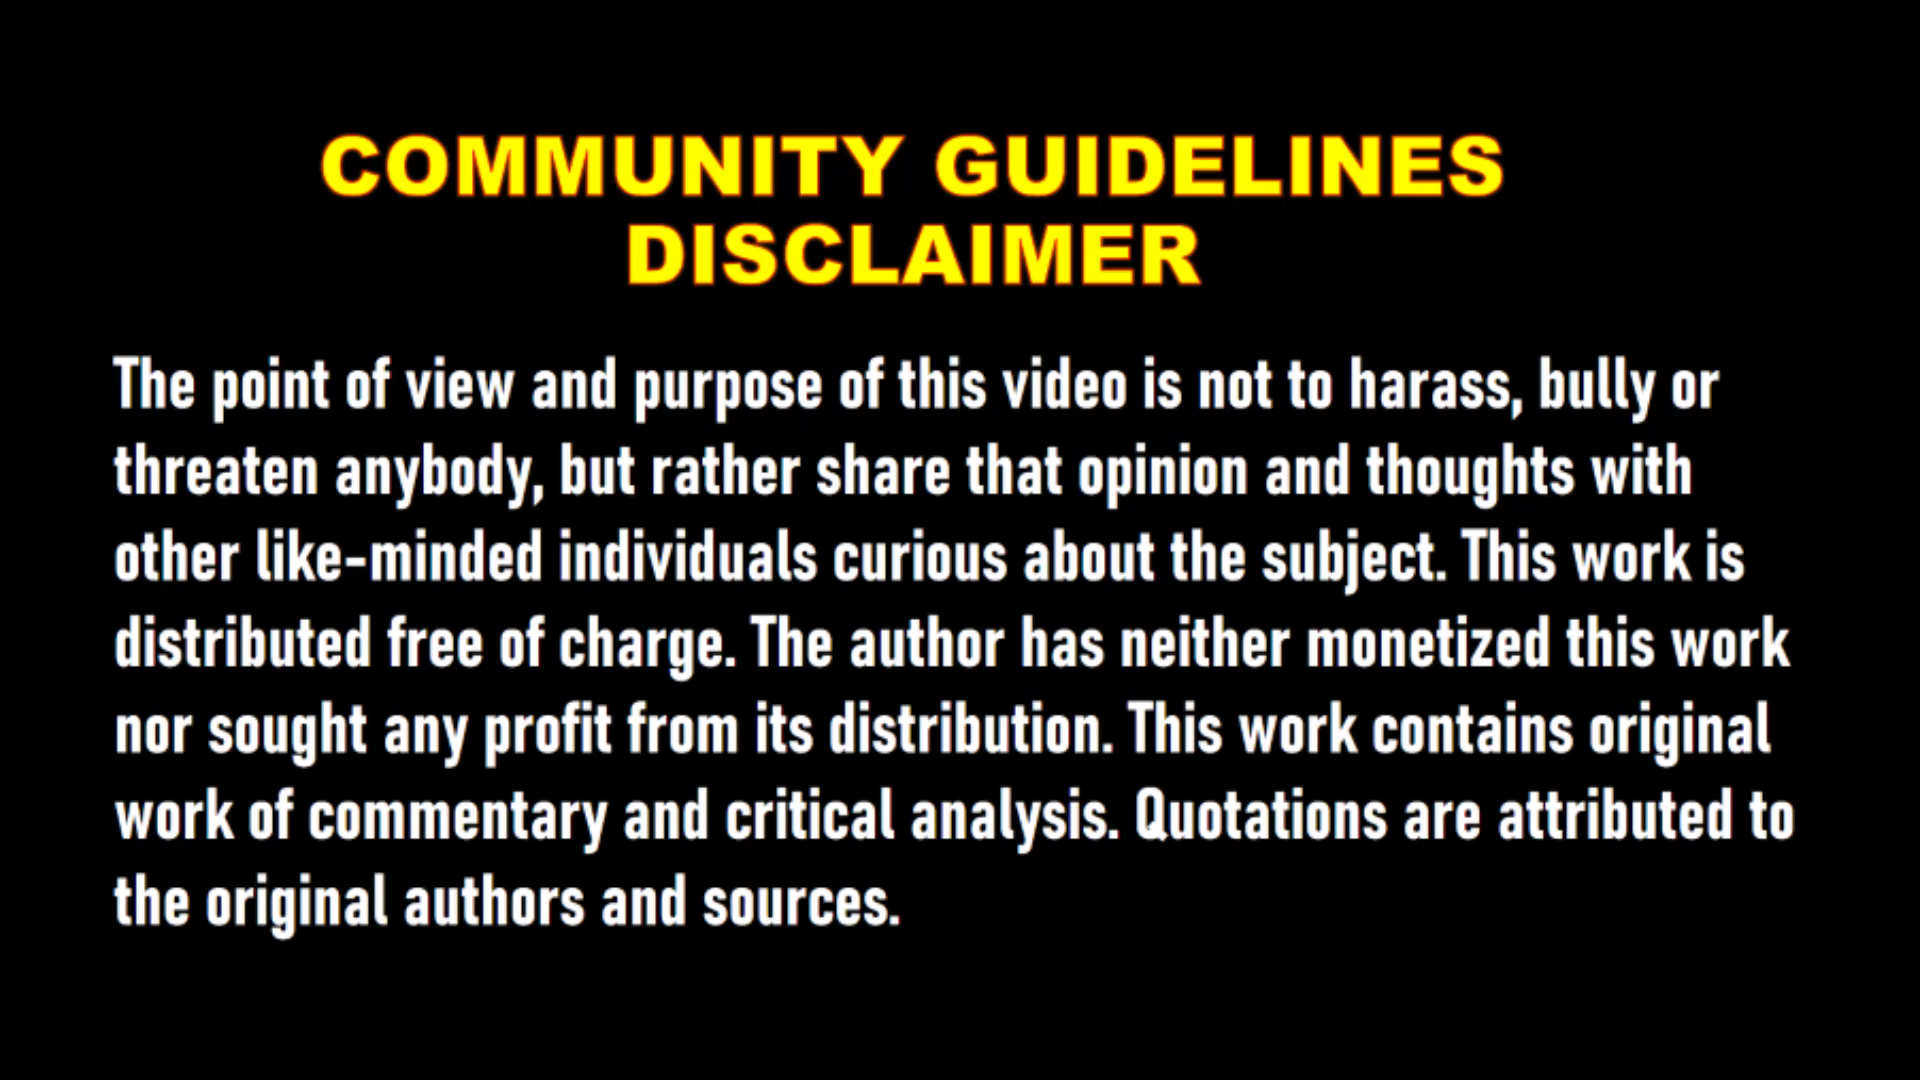 COMMUNITY GUIDELINES
DISCLAIMER
The point of view and purpose of this video is not to harass, bully or
threaten anybody, but rather share that opinion and thoughts with
other like-minded individuals curious about the subject. This work is
distributed free of charge. The author has neither monetized this work
nor sought any profit from its distribution. This work contains original
work of commentary and critical analysis. Quotations are attributed to
the original authors and sources.